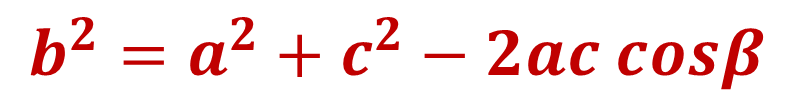 b² = a² + c² − 2ac cosβ